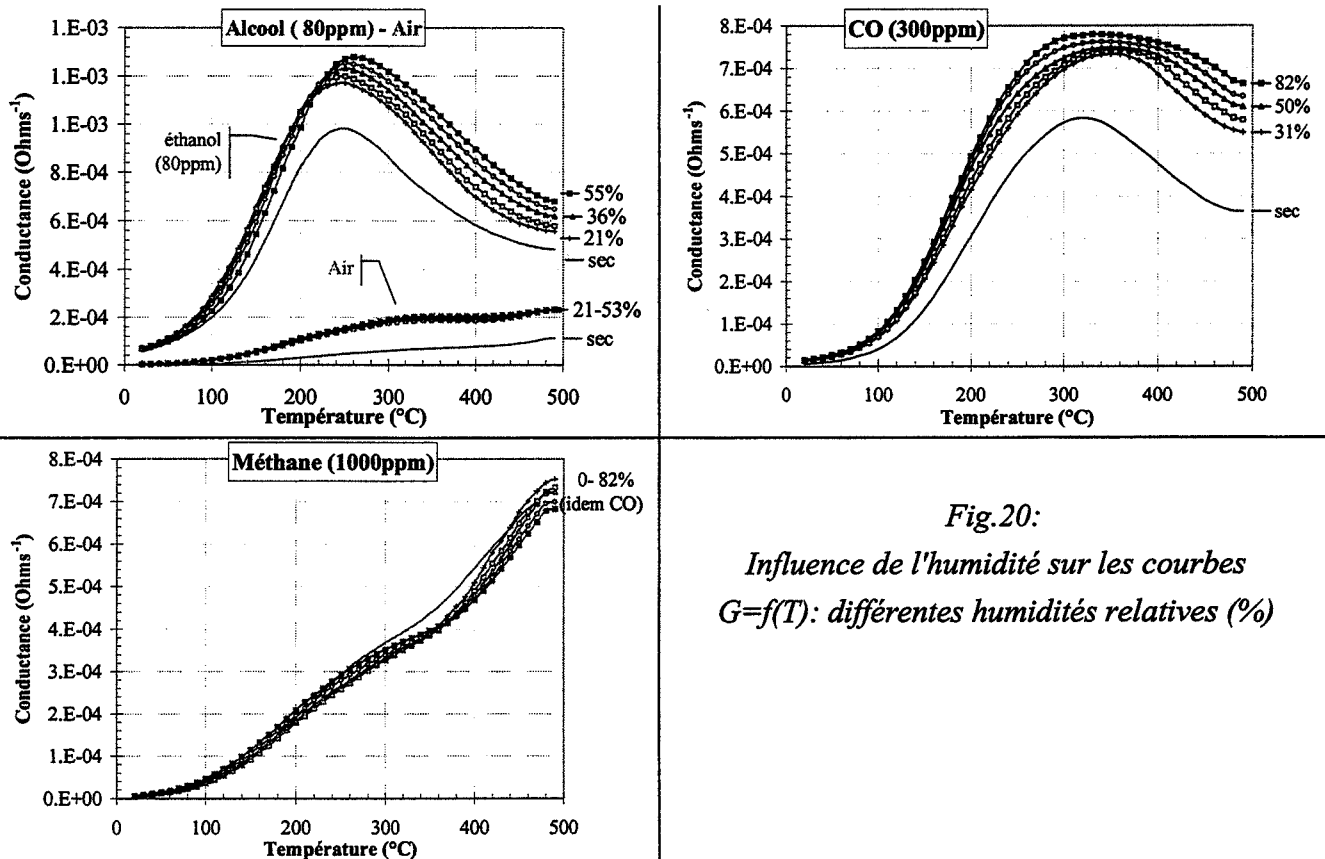 Alcool ( 80ppm) - Air
Conductance (Ohms-1)
1.E-03
1.E-03
1.E-03
8.E-04
6.E-04
4.E-04
2.E-04
0.E+00
éthanol
(80ppm)
Air
55%
36%
21%
sec
21-53%
sec
0 100 200 300 400 500
Température (°C)
CO (300ppm)
Conductance (Ohms-1)
8.E-04
7.E-04
6.E-04
5.E-04
4.E-04
3.E-04
2.E-04
1.E-04
0.E+00
82%
50%
31%
sec
0 100 200 300 400 500
Température (°C)
Méthane (1000ppm)
Conductance (Ohms-1)
8.E-04
7.E-04
6.E-04
5.E-04
4.E-04
3.E-04
2.E-04
1.E-04
0.E+00
0- 82%
(idem CO)
0 100 200 300 400 500
Température (°C)
Fig.20:
Influence de l'humidité sur les courbes
G=f(T): différentes humidités relatives (%)